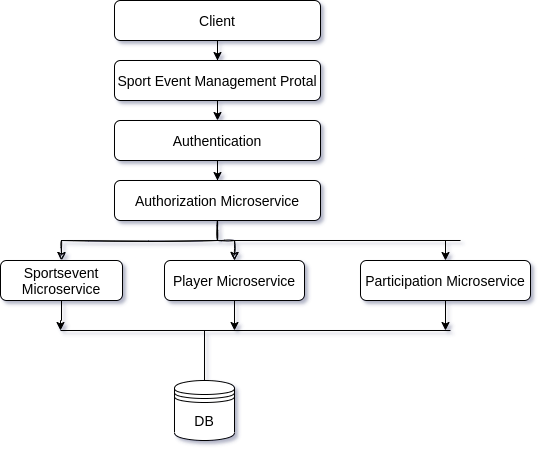 Client
Sport Event Management Protal
Authentication
Authorization Microservice
Sportsevent
Microservice
Player Microservice
Participation Microservice
DB